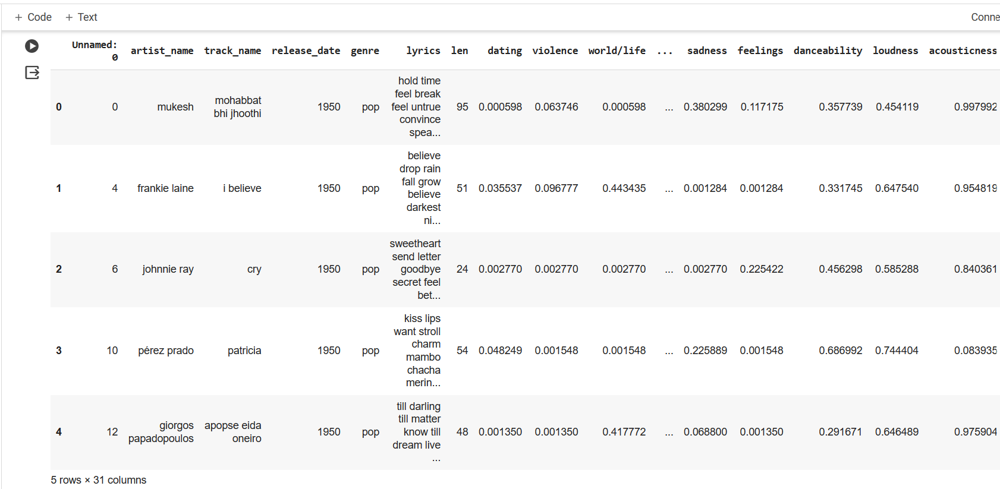 + Code + Text Conne
Unnamed: 0 artist_name track_name release_date genre lyrics len dating violence world/life ... sadness feelings danceability loudness acousticness
0 0 mukesh mohabbat bhi jhoothi 1950 pop hold time feel break feel untrue convince spea... 95 0.000598 0.063746 0.000598 ... 0.380299 0.117175 0.357739 0.454119 0.997992
1 4 frankie laine i believe 1950 pop believe drop rain fall grow believe darkest ni... 51 0.035537 0.096777 0.443435 ... 0.001284 0.001284 0.331745 0.647540 0.954819
2 6 johnnie ray cry 1950 pop sweetheart send letter goodbye secret feel bet... 24 0.002770 0.002770 0.002770 ... 0.002770 0.225422 0.456298 0.585288 0.840361
3 10 pérez prado patricia 1950 pop kiss lips want stroll charm mambo chacha merin... 54 0.048249 0.001548 0.001548 ... 0.225889 0.001548 0.686992 0.744404 0.083935
4 12 giorgos papadopoulos apopse eida oneiro 1950 pop till darling till matter know till dream live ... 48 0.001350 0.001350 0.417772 ... 0.068800 0.001350 0.291671 0.646489 0.975904
5 rows × 31 columns